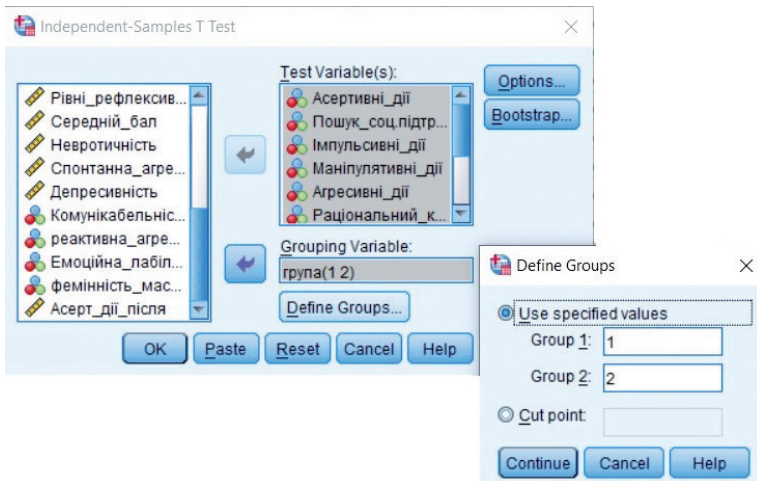 Independent-Samples T Test
Рівні_рефлексив...
Середній_бал
Невротичність
Спонтанна_агре...
Депресивність
Комунікабельніс...
реактивна_агре...
Емоційна_лабіл...
фемінність_мас...
Асерт_дії_після
Test Variable(s):
Асертивні_дії
Пошук_соц.підтр...
Імпульсивні_дії
Маніпулятивні_дії
Агресивні_дії
Раціональний_к...
Grouping Variable:
група(1 2)
Define Groups...
Options...
Bootstrap...
OK Paste Reset Cancel Help
Define Groups
Use specified values
Group 1: 1
Group 2: 2
Cut point:
Continue Cancel Help